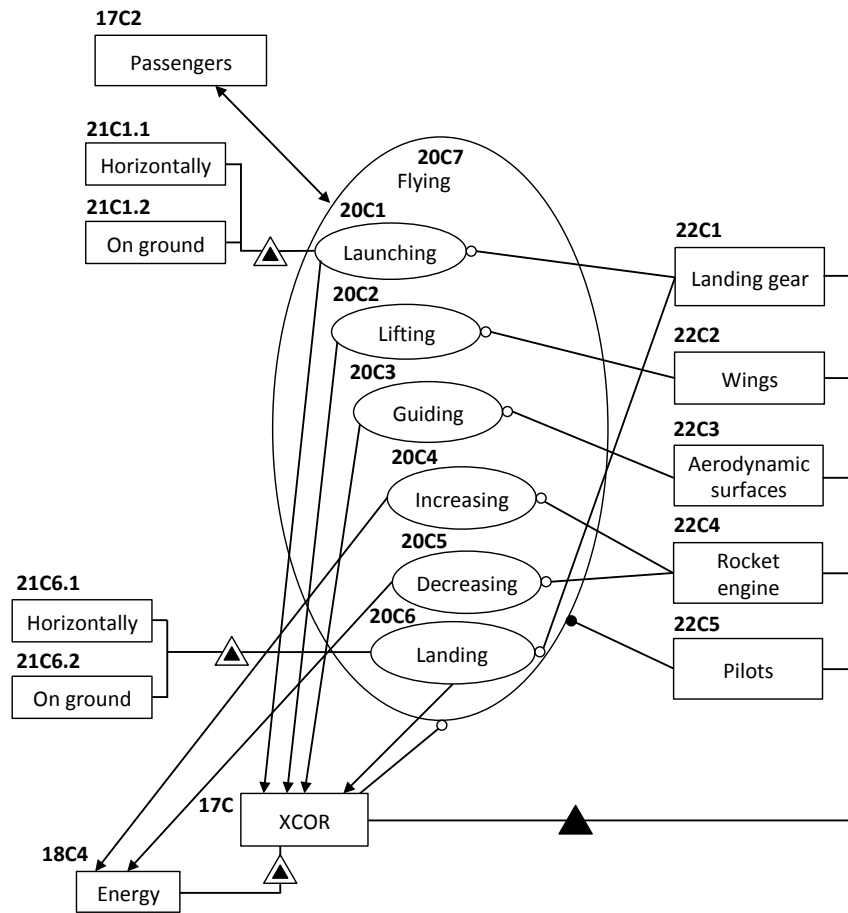 17C2
Passengers
21C1.1
Horizontally
21C1.2
On ground
20C7
Flying
20C1
Launching
20C2
Lifting
20C3
Guiding
20C4
Increasing
20C5
Decreasing
20C6
Landing
22C1
Landing gear
22C2
Wings
22C3
Aerodynamic
surfaces
22C4
Rocket
engine
22C5
Pilots
21C6.1
Horizontally
21C6.2
On ground
17C
XCOR
18C4
Energy